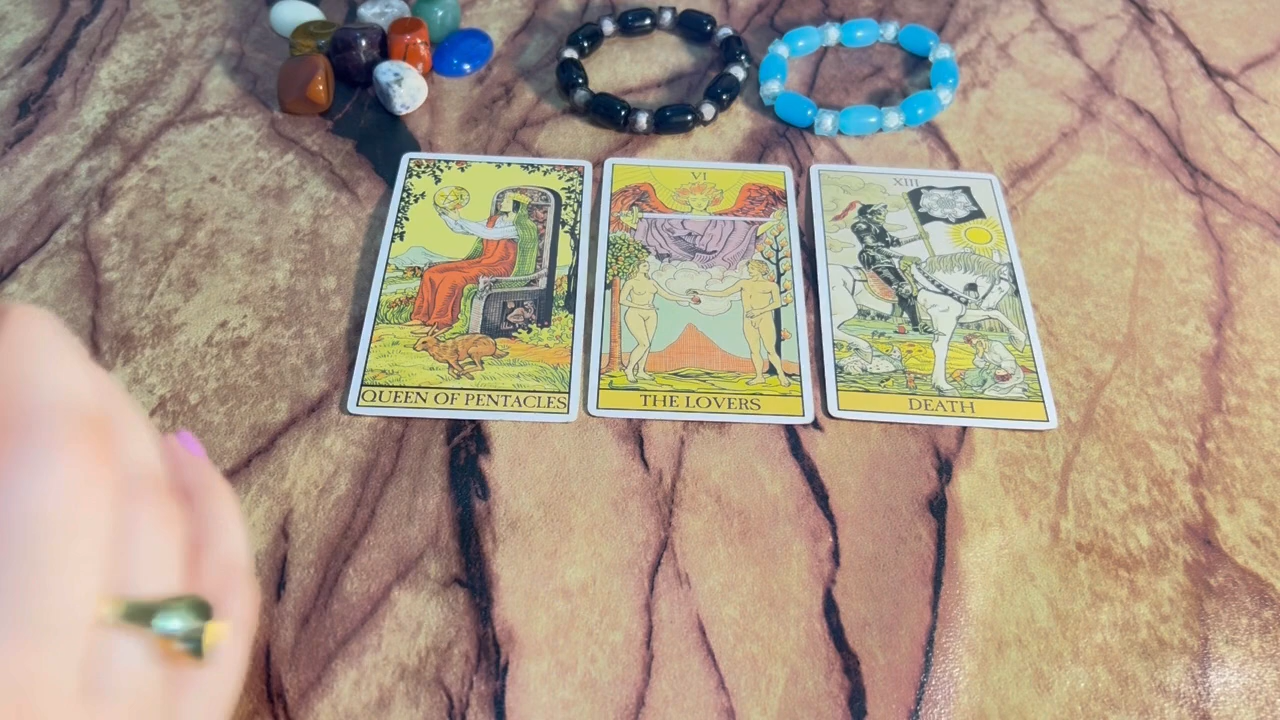 QUEEN OF PENTACLES
VI
THE LOVERS
XIII
DEATH